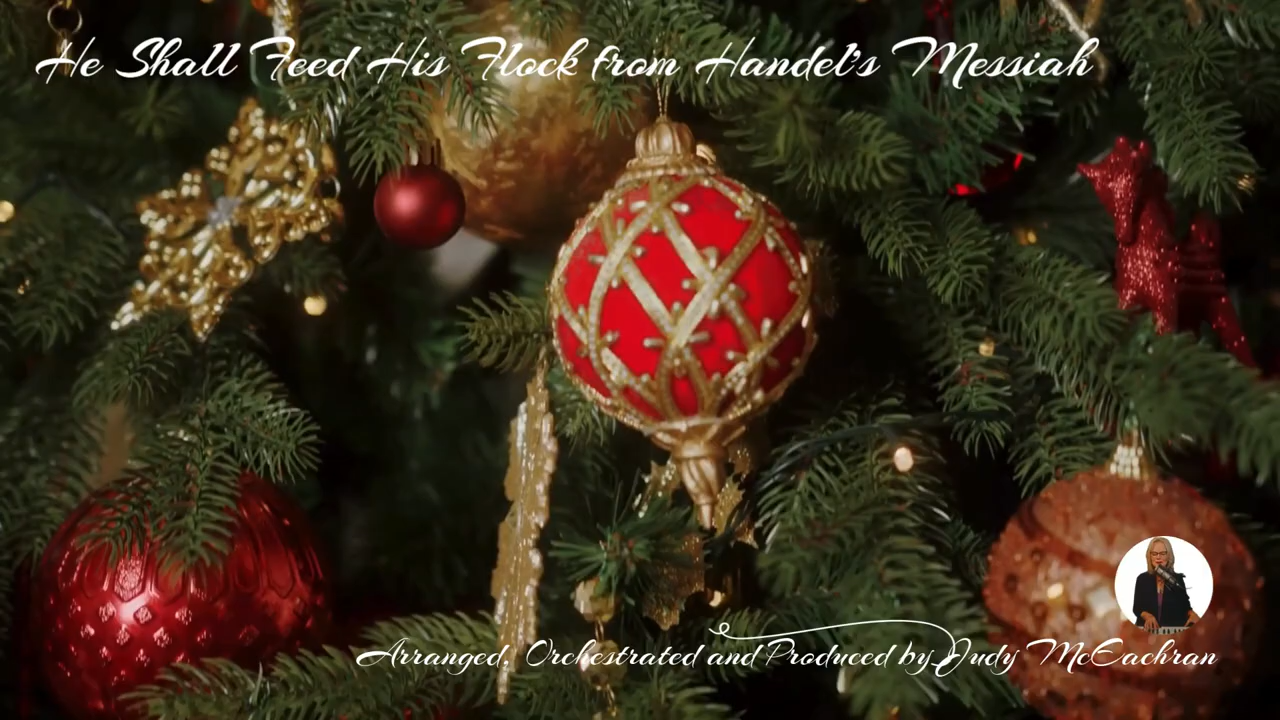 He Shall Feed His Flock from Handel's Messiah
Arranged, Orchestrated and Produced by Judy McEachran